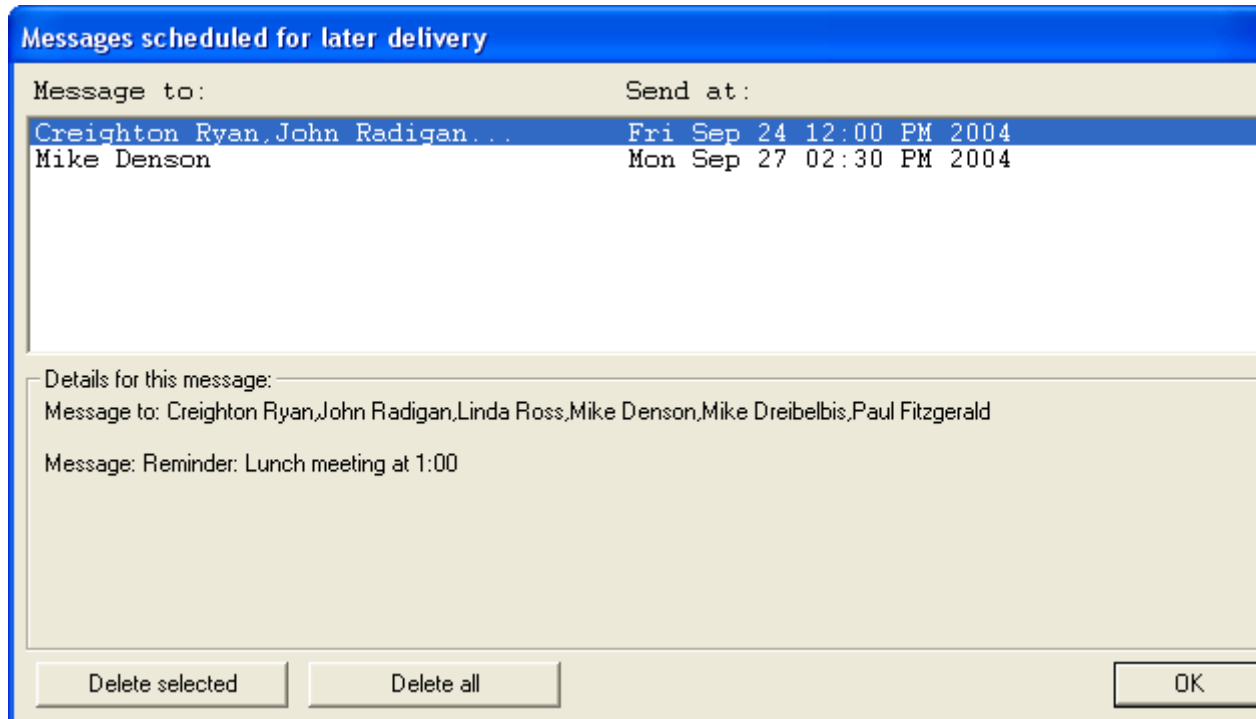 Messages scheduled for later delivery
Message to: Send at:
Creighton Ryan,John Radigan... Fri Sep 24 12:00 PM 2004
Mike Denson Mon Sep 27 02:30 PM 2004
Details for this message:
Message to: Creighton Ryan,John Radigan,Linda Ross,Mike Denson,Mike Dreibelbis,Paul Fitzgerald
Message: Reminder: Lunch meeting at 1:00
Delete selected Delete all OK